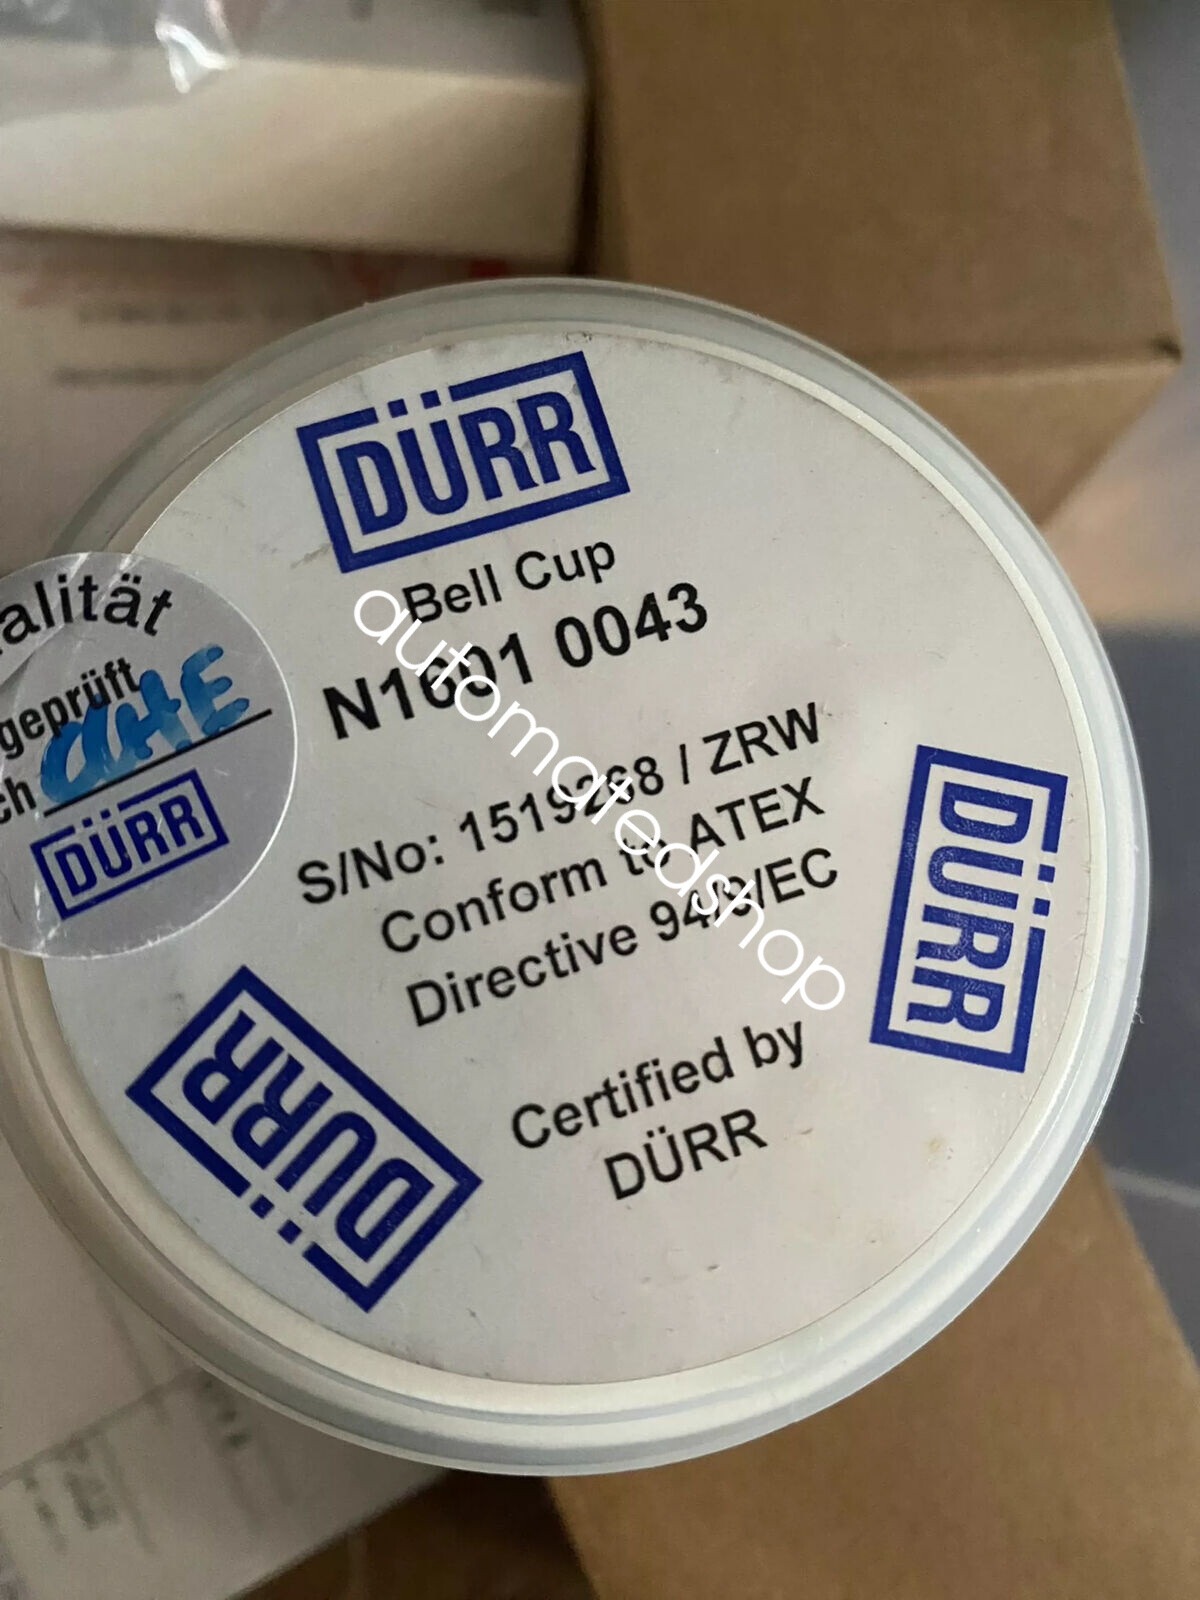 DÜRR
Bell Cup
N1601 0043
S/No: 1519268 / ZRW
Conform to ATEX
Directive 94/9/EC
Certified by
DÜRR
DÜRR
DÜRR
alität
geprüft
ch
DÜRR
automatedshop